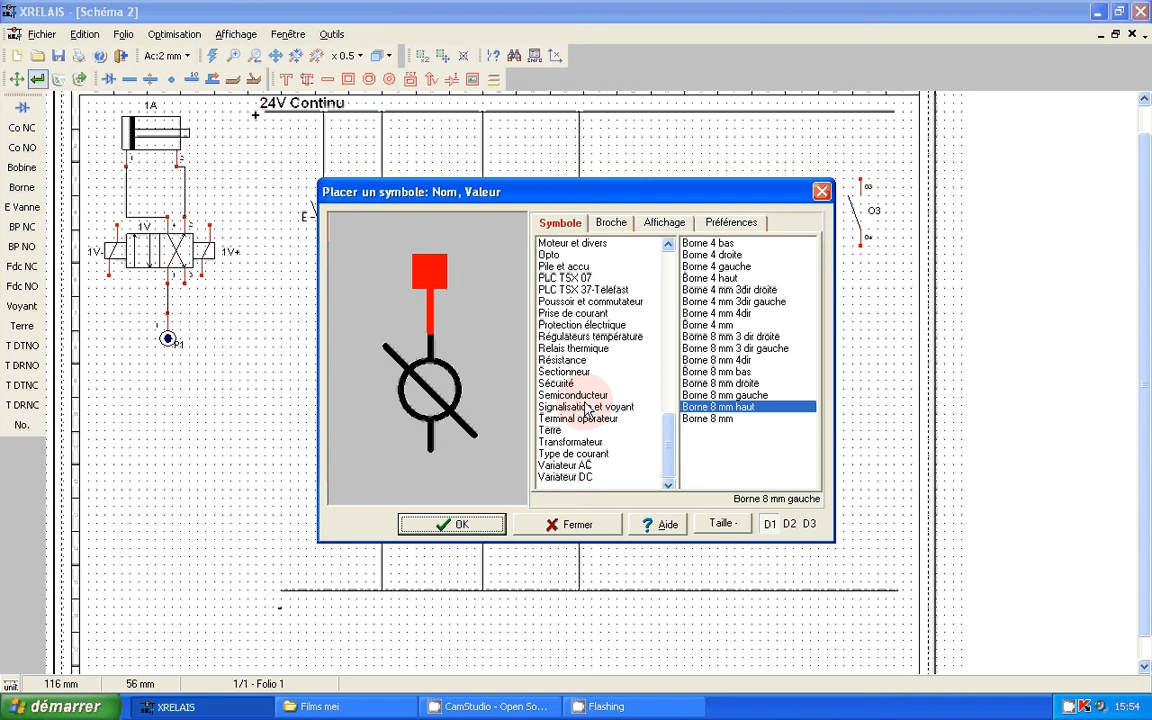 XRELAIS - [Schéma 2]
Fichier Edition Folio Optimisation Affichage Fenêtre Outils
Ac:2 mm x 0.5
Co NC
Co NO
Bobine
Borne
E Vanne
BP NC
BP NO
Fdc NC
Fdc NO
Voyant
Terre
T DTNO
T DRNO
T DTNC
T DRNC
No.
1A
24V Continu
+
1V
1V-
1V+
P1
E-
O3
-
Placer un symbole: Nom, Valeur
Symbole Broche Affichage Préférences
Moteur et divers
Opto
Pile et accu
PLC TSX 07
PLC TSX 37-Telefast
Poussoir et commutateur
Prise de courant
Protection électrique
Régulateurs température
Relais thermique
Résistance
Sectionneur
Sécurité
Semiconducteur
Signalisation et voyant
Terminal opérateur
Terre
Transformateur
Type de courant
Variateur AC
Variateur DC
Borne 4 bas
Borne 4 droite
Borne 4 gauche
Borne 4 haut
Borne 4 mm 3dir droite
Borne 4 mm 3dir gauche
Borne 4 mm 4dir
Borne 4 mm
Borne 8 mm 3 dir droite
Borne 8 mm 3 dir gauche
Borne 8 mm 4dir
Borne 8 mm bas
Borne 8 mm droite
Borne 8 mm gauche
Borne 8 mm haut
Borne 8 mm
Borne 8 mm gauche
OK Fermer Aide Taille - D1 D2 D3
unit. 116 mm 56 mm 1/1 - Folio 1
démarrer XRELAIS Films mei CamStudio - Open So... Flashing 15:54